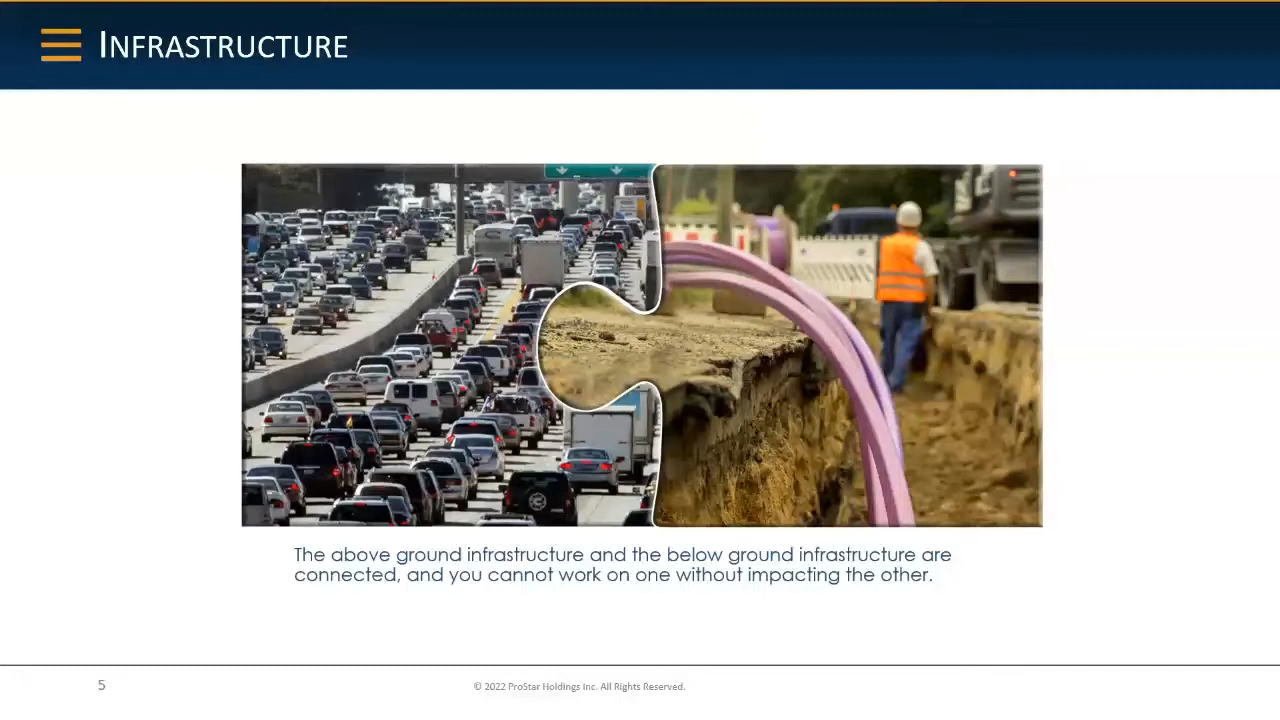 INFRASTRUCTURE
The above ground infrastructure and the below ground infrastructure are
connected, and you cannot work on one without impacting the other.
5
© 2022 ProStar Holdings Inc. All Rights Reserved.